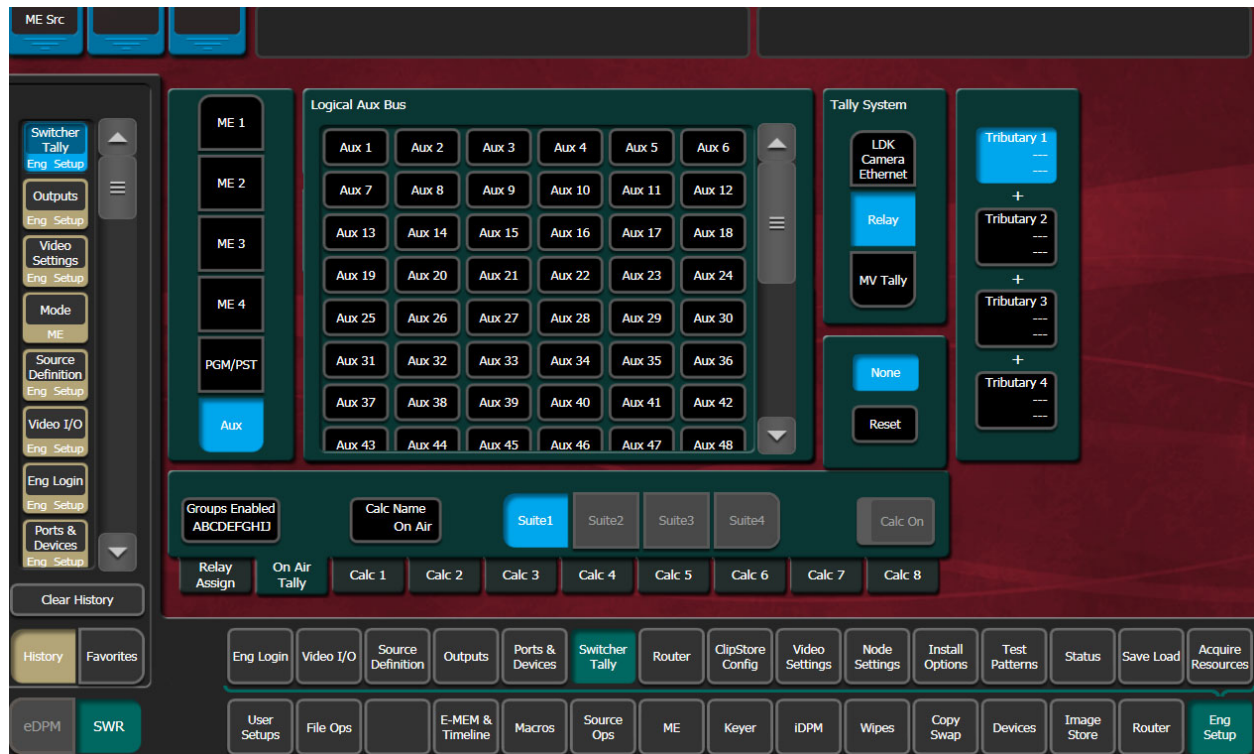 ME Src
Switcher
Tally
Eng Setup
Outputs
Eng Setup
Video
Settings
Eng Setup
Mode
ME
Source
Definition
Eng Setup
Video I/O
Eng Setup
Eng Login
Eng Setup
Ports &
Devices
Eng Setup
Clear History
History Favorites
eDPM SWR
ME 1
ME 2
ME 3
ME 4
PGM/PST
Aux
Logical Aux Bus
Aux 1 Aux 2 Aux 3 Aux 4 Aux 5 Aux 6
Aux 7 Aux 8 Aux 9 Aux 10 Aux 11 Aux 12
Aux 13 Aux 14 Aux 15 Aux 16 Aux 17 Aux 18
Aux 19 Aux 20 Aux 21 Aux 22 Aux 23 Aux 24
Aux 25 Aux 26 Aux 27 Aux 28 Aux 29 Aux 30
Aux 31 Aux 32 Aux 33 Aux 34 Aux 35 Aux 36
Aux 37 Aux 38 Aux 39 Aux 40 Aux 41 Aux 42
Aux 43 Aux 44 Aux 45 Aux 46 Aux 47 Aux 48
Tally System
LDK
Camera
Ethernet
Relay
MV Tally
None
Reset
Tributary 1
---
---
+
Tributary 2
---
---
+
Tributary 3
---
---
+
Tributary 4
---
---
Groups Enabled
ABCDEFGHIJ
Calc Name
On Air
Suite1 Suite2 Suite3 Suite4
Calc On
Relay
Assign
On Air
Tally
Calc 1 Calc 2 Calc 3 Calc 4 Calc 5 Calc 6 Calc 7 Calc 8
Eng Login
Video I/O
Source
Definition
Outputs
Ports &
Devices
Switcher
Tally
Router
ClipStore
Config
Video
Settings
Node
Settings
Install
Options
Test
Patterns
Status
Save Load
Acquire
Resources
User
Setups
File Ops
E-MEM &
Timeline
Macros
Source
Ops
ME
Keyer
iDPM
Wipes
Copy
Swap
Devices
Image
Store
Router
Eng
Setup